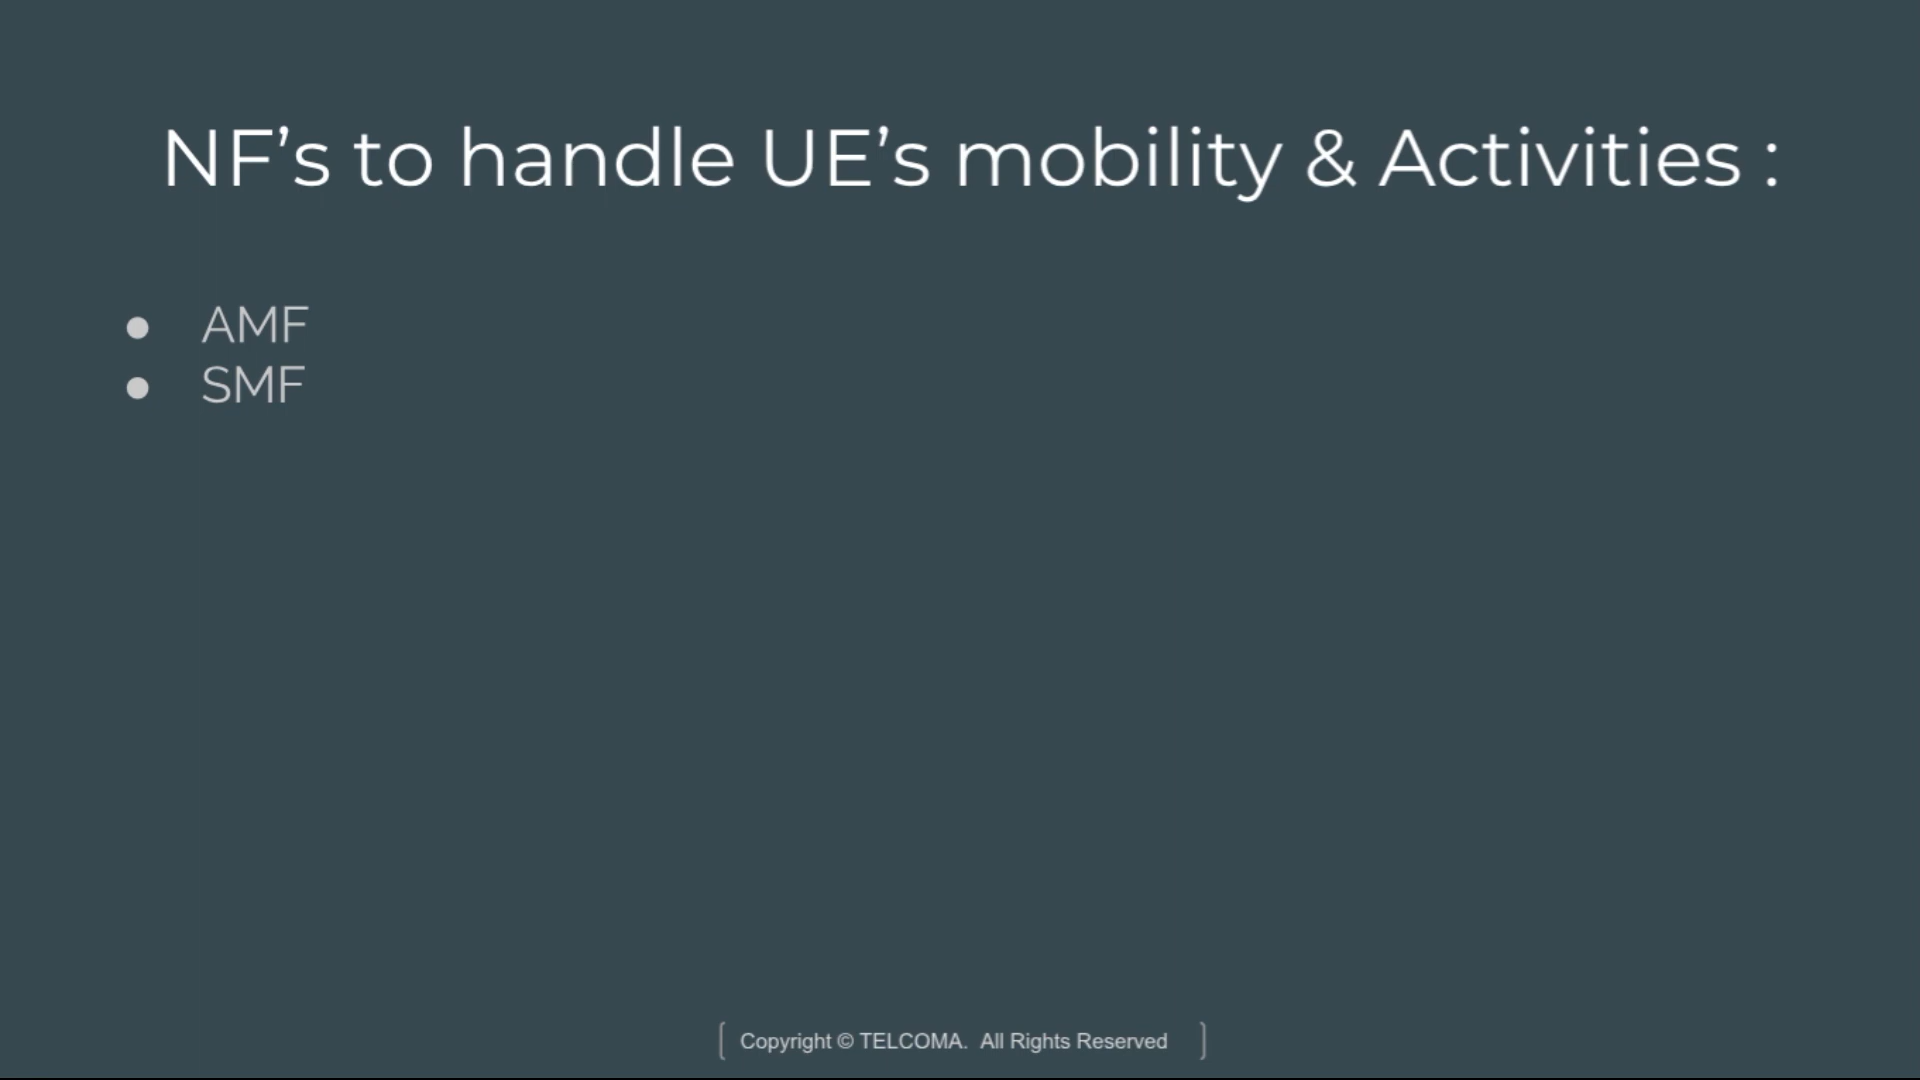 NF’s to handle UE’s mobility & Activities :
● AMF
● SMF
[ Copyright © TELCOMA. All Rights Reserved ]